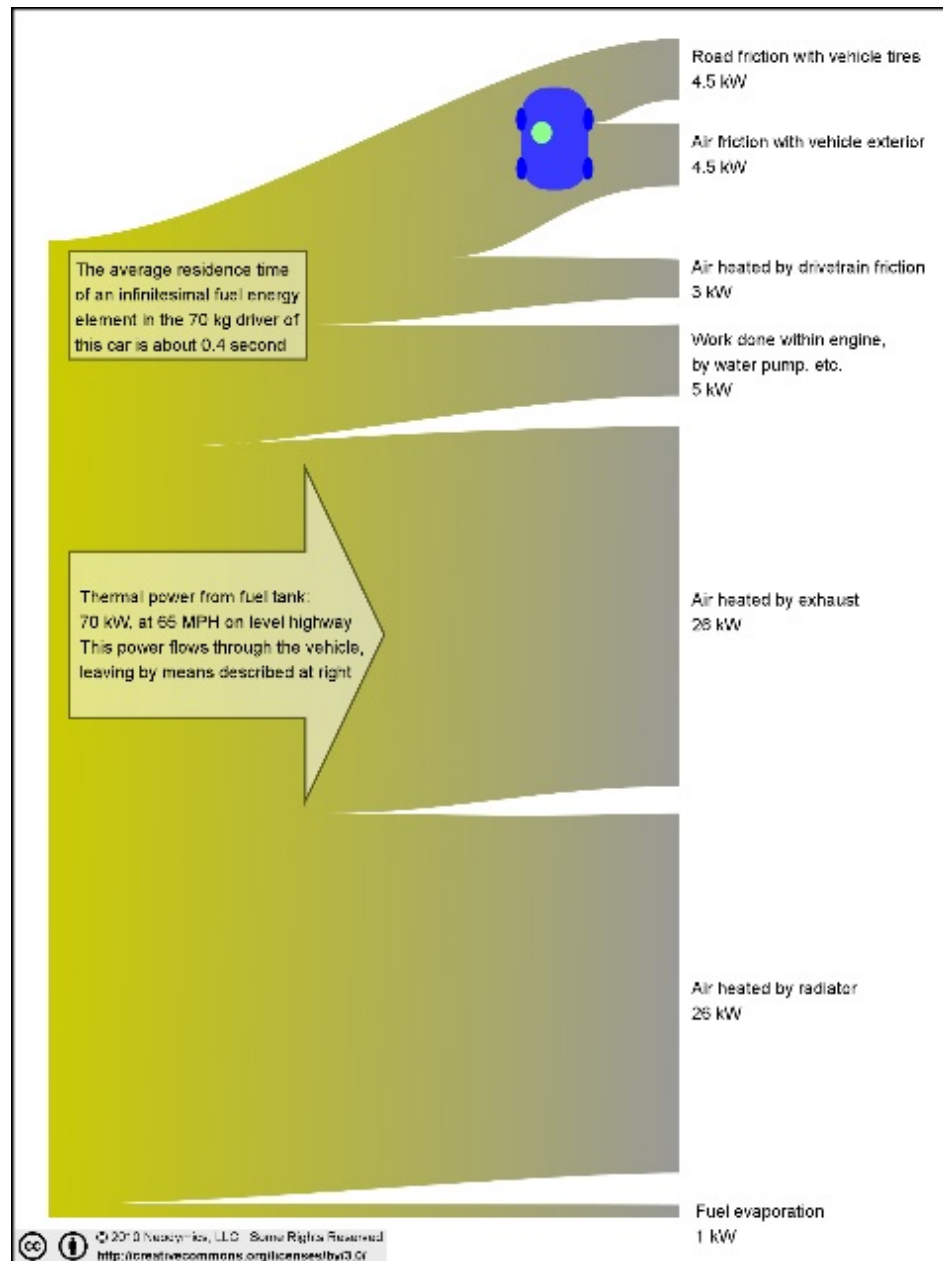 Road friction with vehicle tires
4.5 kW
Air friction with vehicle exterior
4.5 kW
The average residence time
of an infinitesimal fuel energy
element in the 70 kg driver of
this car is about 0.4 second
Air heated by drivetrain friction
3 kW
Work done within engine,
by water pump, etc.
5 kW
Thermal power from fuel tank:
70 kW, at 65 MPH on level highway
This power flows through the vehicle,
leaving by means described at right
Air heated by exhaust
26 kW
Air heated by radiator
26 kW
Fuel evaporation
1 kW
cc
© 2010 LLC Some Rights Reserved
http://creativecommons.org/licenses/by/3.0/